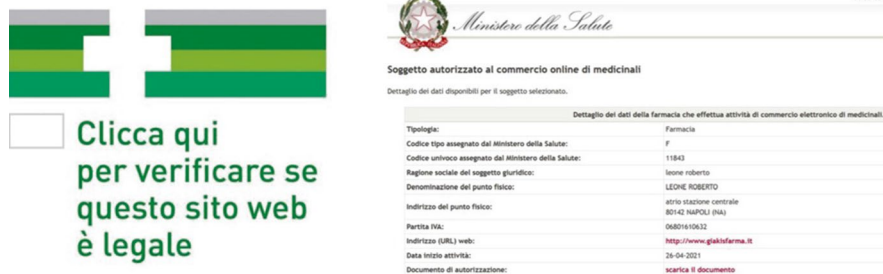 Clicca qui
per verificare se
questo sito web
è legale
Ministero della Salute
Soggetto autorizzato al commercio online di medicinali
Dettaglio dei dati disponibili per il soggetto selezionato.
Dettaglio dei dati della farmacia che effettua attività di commercio elettronico di medicinali
Tipologia: Farmacia
Codice tipo assegnato dal Ministero della Salute: F
Codice univoco assegnato dal Ministero della Salute: 11843
Ragione sociale del soggetto giuridico: leone roberto
Denominazione del punto fisico: LEONE ROBERTO
Indirizzo del punto fisico: atrio stazione centrale
80142 NAPOLI (NA)
Partita IVA: 06801610632
Indirizzo (URL) web: http://www.giakisfarma.it
Data inizio attività: 26-04-2021
Documento di autorizzazione: scarica il documento